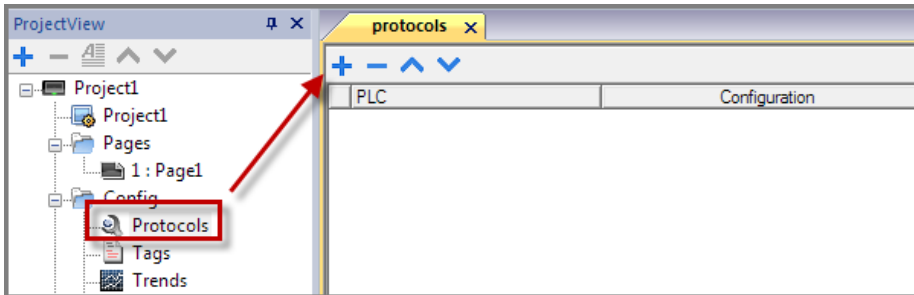 ProjectView
protocols
Project1
PLC
Configuration
Project1
Pages
1 : Page1
Config
Protocols
Tags
Trends